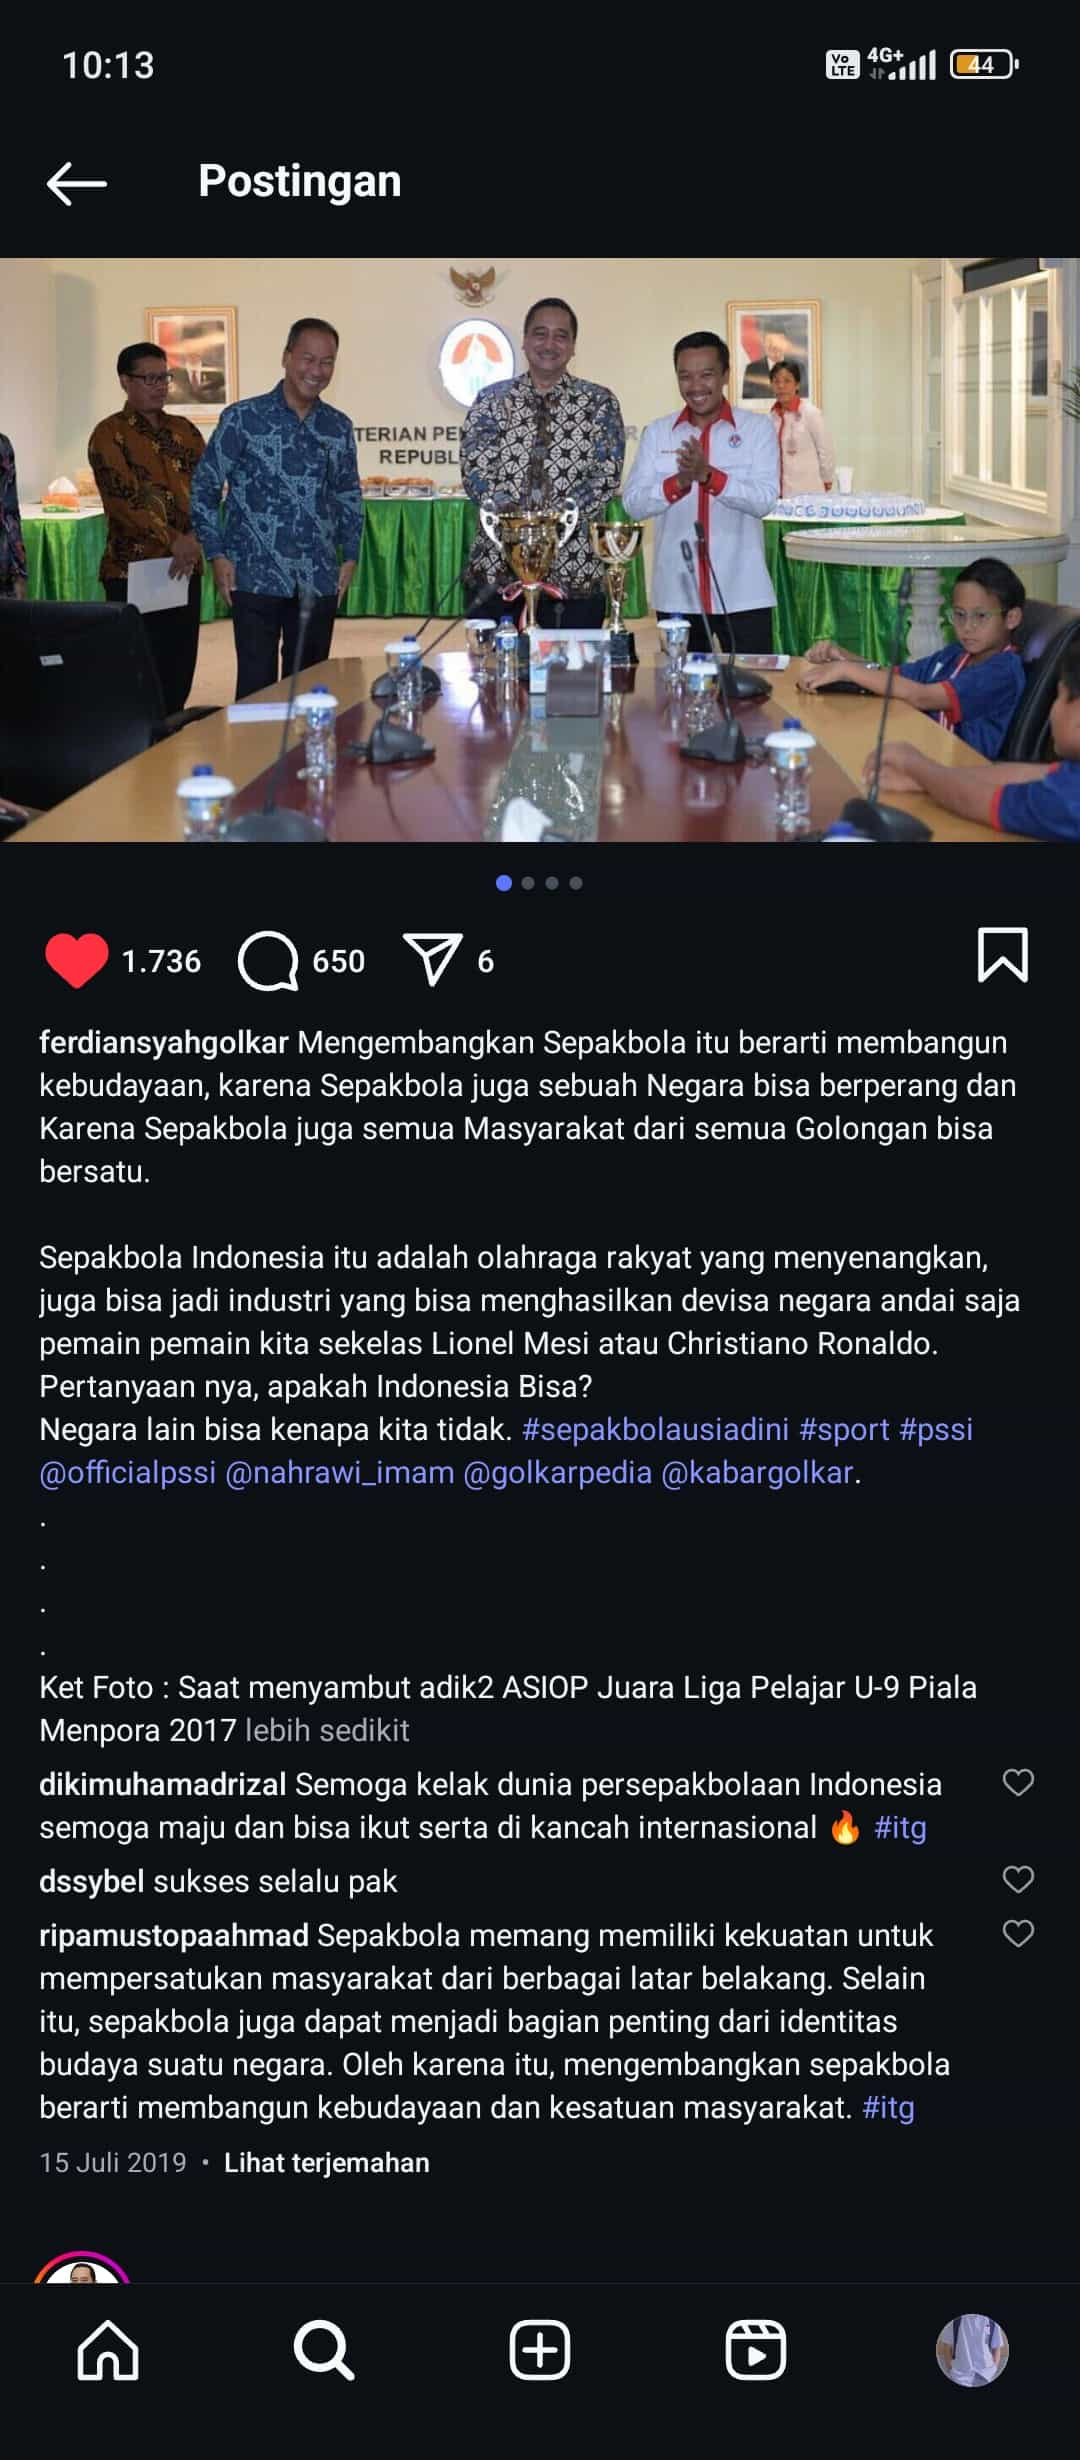 10:13
Vo LTE 4G+ 44
Postingan
TERIAN PE
REPUBL
1.736 650 6
ferdiansyahgolkar Mengembangkan Sepakbola itu berarti membangun
kebudayaan, karena Sepakbola juga sebuah Negara bisa berperang dan
Karena Sepakbola juga semua Masyarakat dari semua Golongan bisa
bersatu.
Sepakbola Indonesia itu adalah olahraga rakyat yang menyenangkan,
juga bisa jadi industri yang bisa menghasilkan devisa negara andai saja
pemain pemain kita sekelas Lionel Mesi atau Christiano Ronaldo.
Pertanyaan nya, apakah Indonesia Bisa?
Negara lain bisa kenapa kita tidak. #sepakbolausiadini #sport #pssi
@officialpssi @nahrawi_imam @golkarpedia @kabargolkar.
.
.
.
.
Ket Foto : Saat menyambut adik2 ASIOP Juara Liga Pelajar U-9 Piala
Menpora 2017 lebih sedikit
dikimuhamadrizal Semoga kelak dunia persepakbolaan Indonesia
semoga maju dan bisa ikut serta di kancah internasional 🔥 #itg
dssybel sukses selalu pak
ripamustopaahmad Sepakbola memang memiliki kekuatan untuk
mempersatukan masyarakat dari berbagai latar belakang. Selain
itu, sepakbola juga dapat menjadi bagian penting dari identitas
budaya suatu negara. Oleh karena itu, mengembangkan sepakbola
berarti membangun kebudayaan dan kesatuan masyarakat. #itg
15 Juli 2019 • Lihat terjemahan